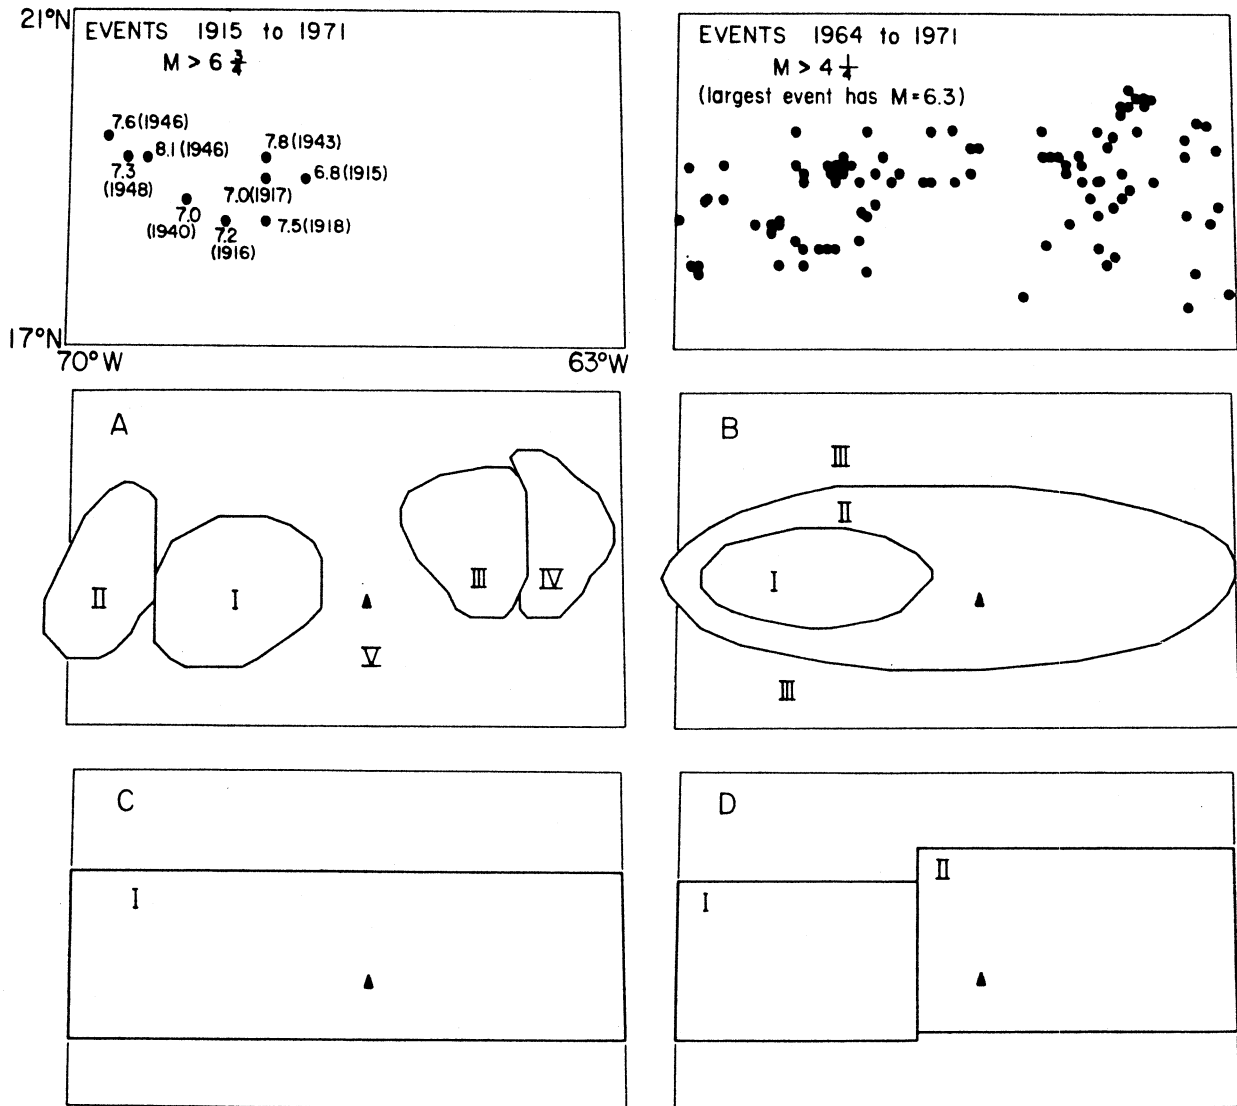 21°N
EVENTS 1915 to 1971
M > 6 3/4
7.6(1946)
8.1(1946)
7.8(1943)
7.3
(1948)
6.8(1915)
7.0(1917)
7.0
(1940)
7.2
(1916)
7.5(1918)
17°N
70°W
63°W
EVENTS 1964 to 1971
M > 4 1/4
(largest event has M=6.3)
A
II
I
III
IV
V
B
III
II
I
III
C
I
D
I
II